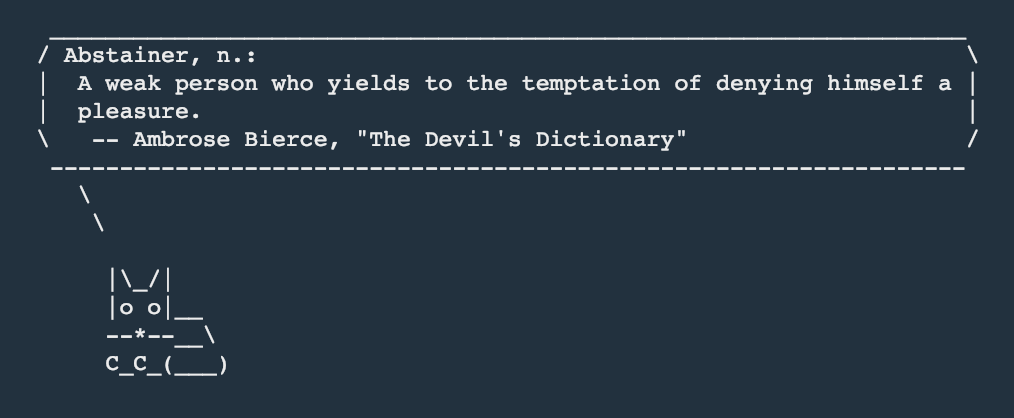 Abstainer, n.:
A weak person who yields to the temptation of denying himself a
pleasure.
-- Ambrose Bierce, "The Devil's Dictionary"